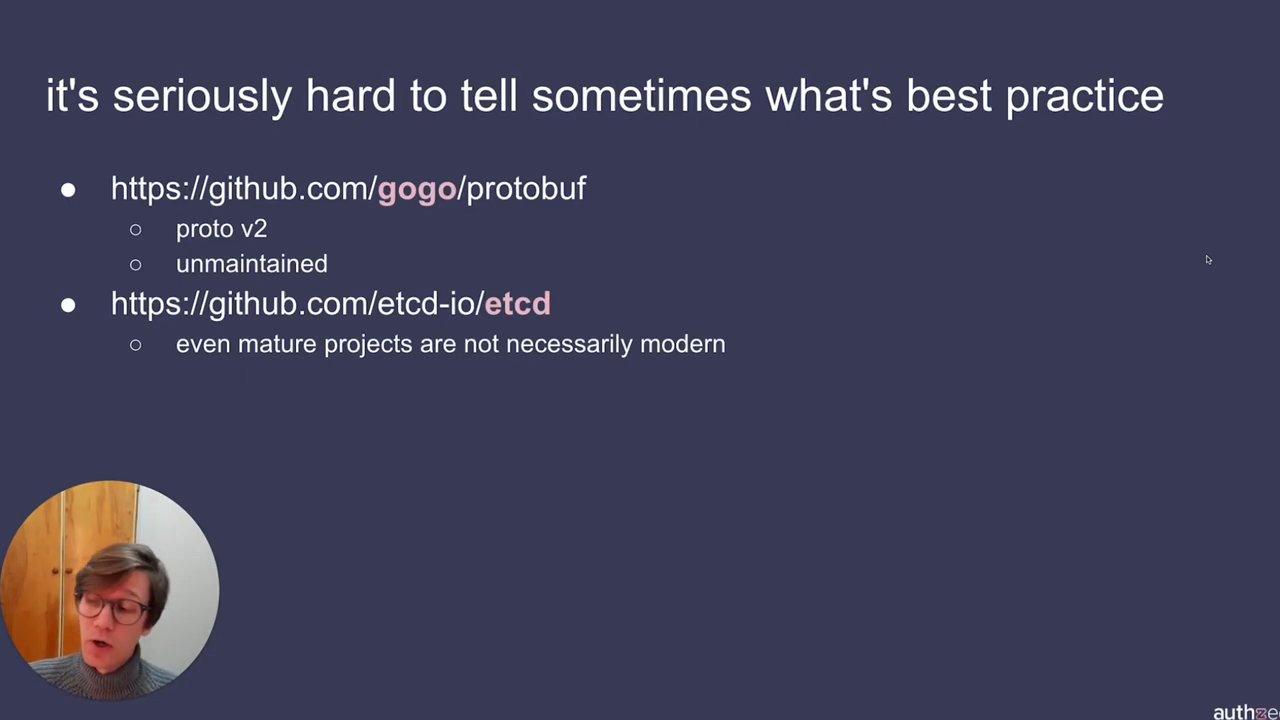 it's seriously hard to tell sometimes what's best practice
● https://github.com/gogo/protobuf
○ proto v2
○ unmaintained
● https://github.com/etcd-io/etcd
○ even mature projects are not necessarily modern
authze